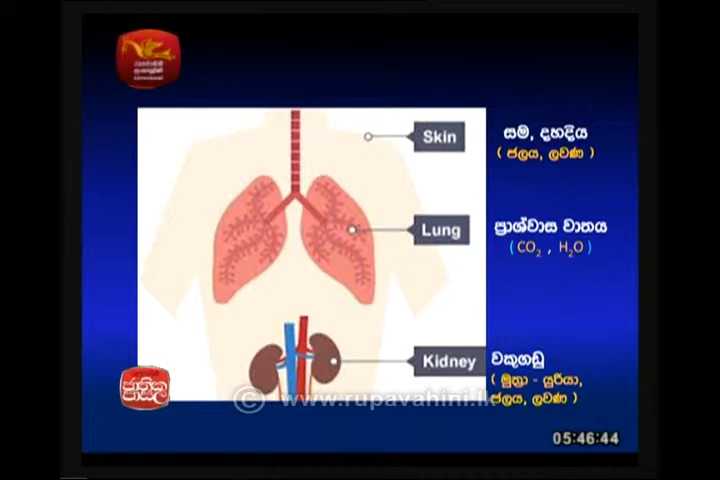 Skin
සම, දහදිය
( ජලය, ලවණ )
Lung
ප්‍රාශ්වාස වාතය
( CO2 , H2O )
Kidney
වකුගඩු
( මුත්‍රා - යුරියා,
ජලය, ලවණ )
ජාතික
පාසල
© www.rupavahini.lk
05:46:44